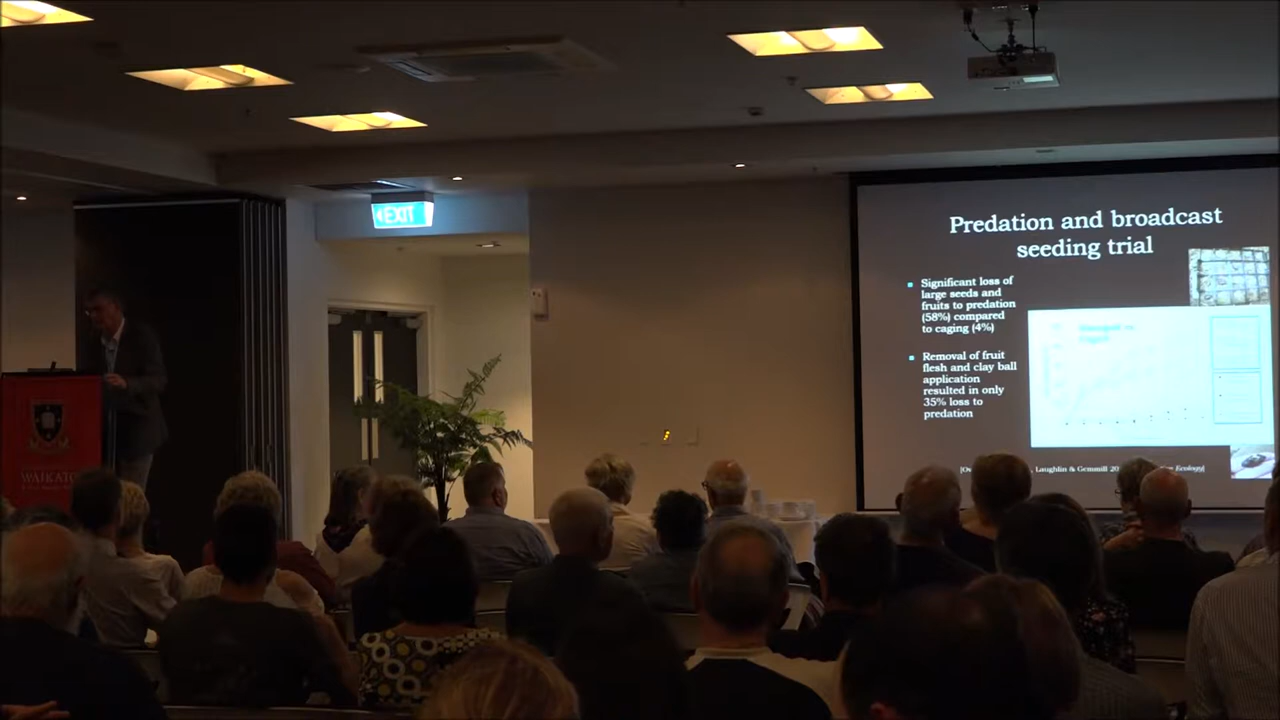 EXIT
Predation and broadcast
seeding trial
Significant loss of
large seeds and
fruits to predation
(58%) compared
to caging (4%)
Removal of fruit
flesh and clay ball
application
resulted in only
35% loss to
predation
Laughlin & Gemmill 20
Ecology]
WAIKATO